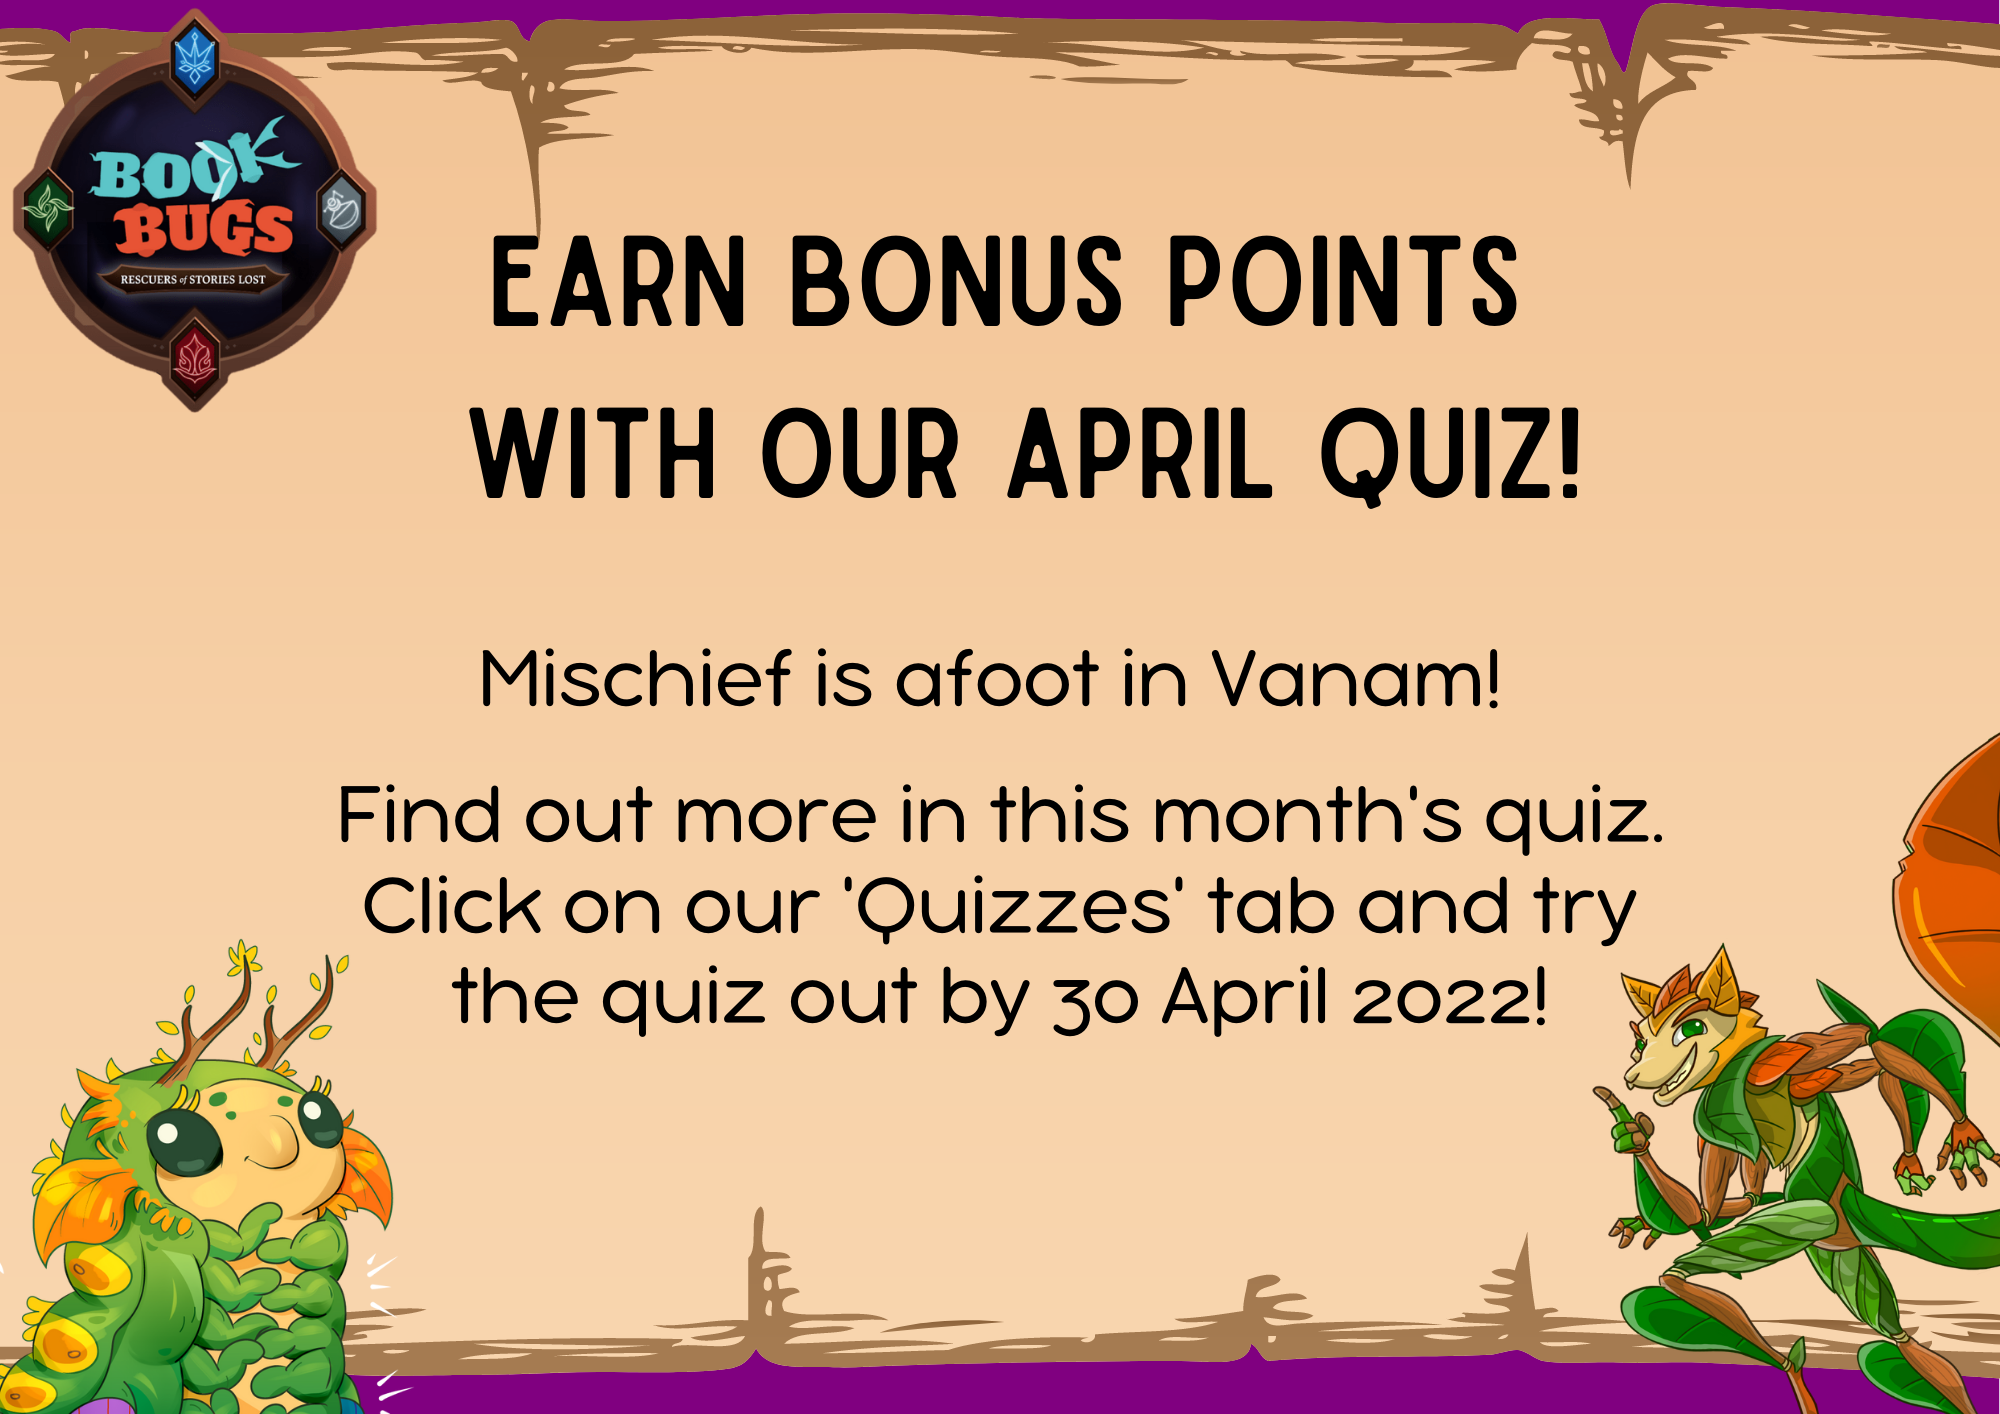 BOOK
BUGS
RESCUERS of STORIES LOST
EARN BONUS POINTS
WITH OUR APRIL QUIZ!
Mischief is afoot in Vanam!
Find out more in this month's quiz.
Click on our 'Quizzes' tab and try
the quiz out by 30 April 2022!